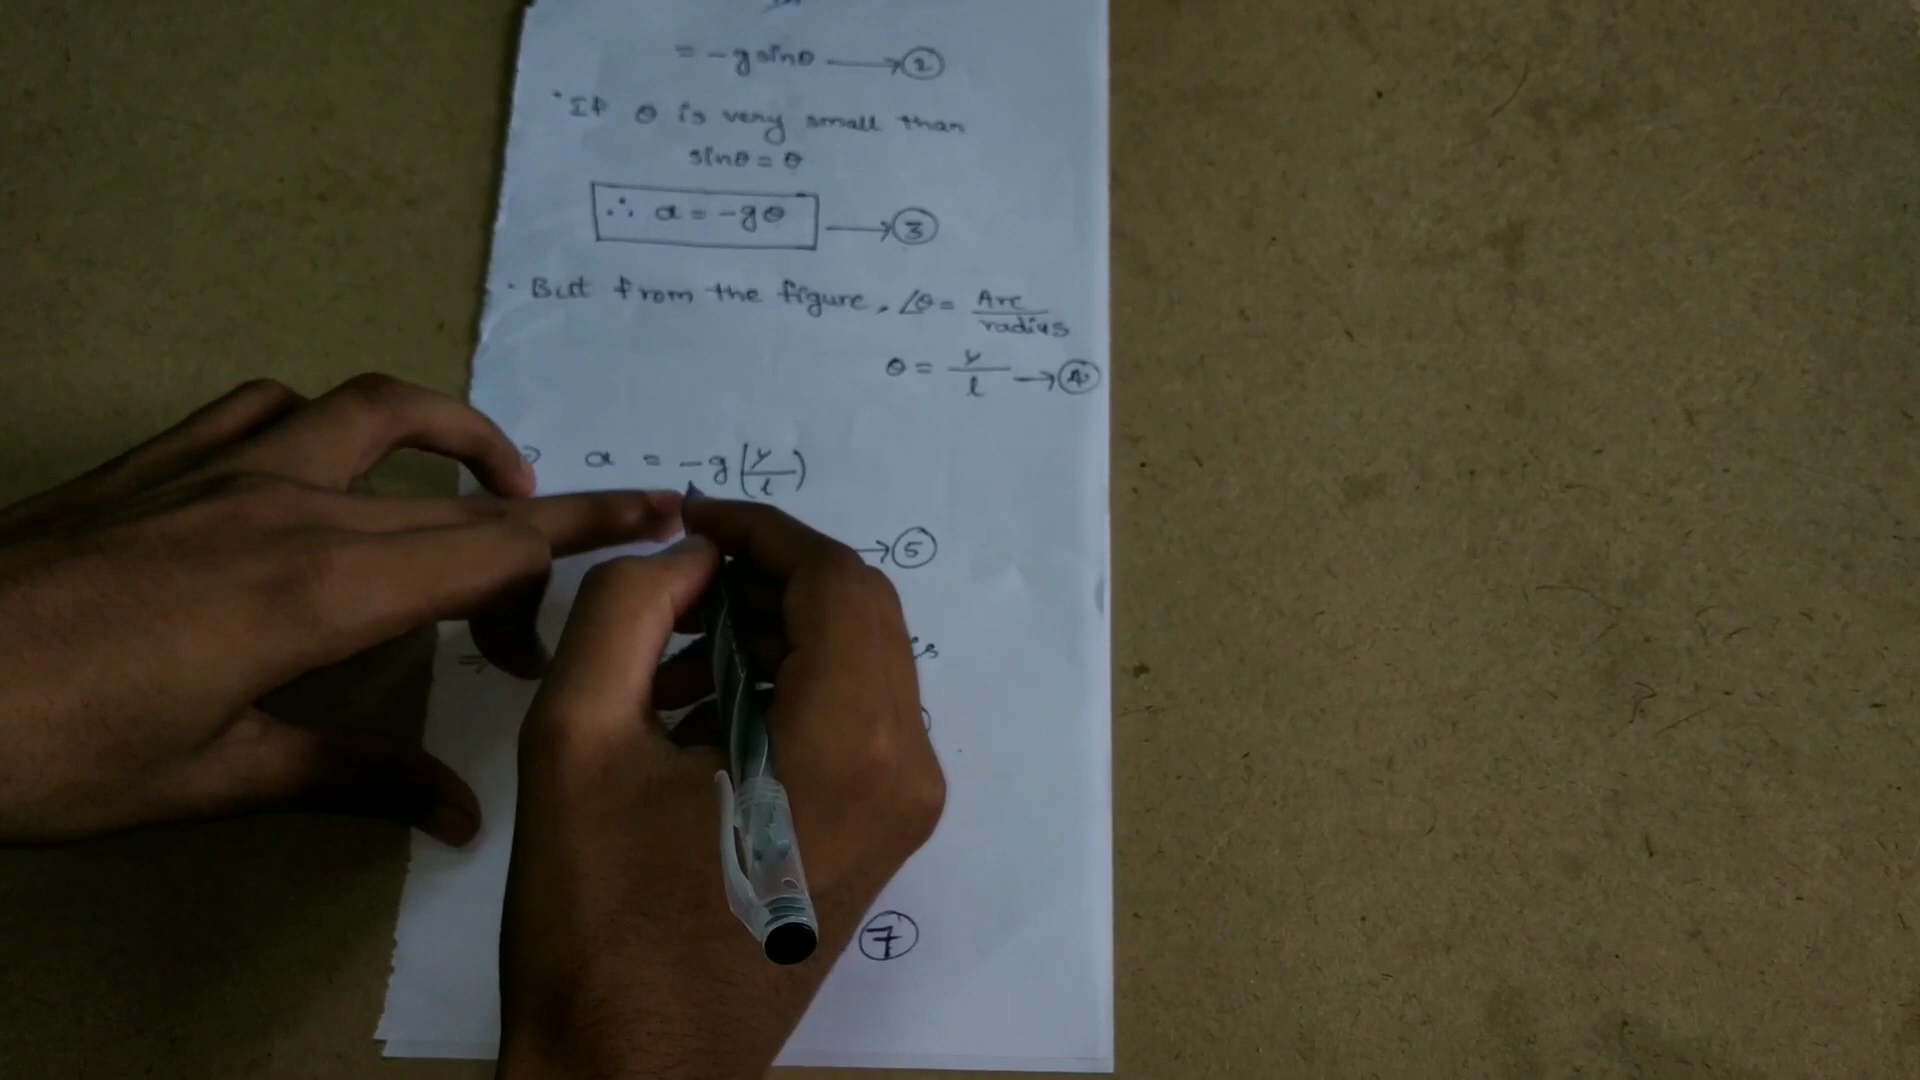 = -g sinθ → ②
· If θ is very small than
sinθ = θ
∴ a = -gθ → ③
· But from the figure, ∠θ = Arc/radius
θ = y/l → ④
a = -g(y/l)
→ ⑤
⇒
⑦